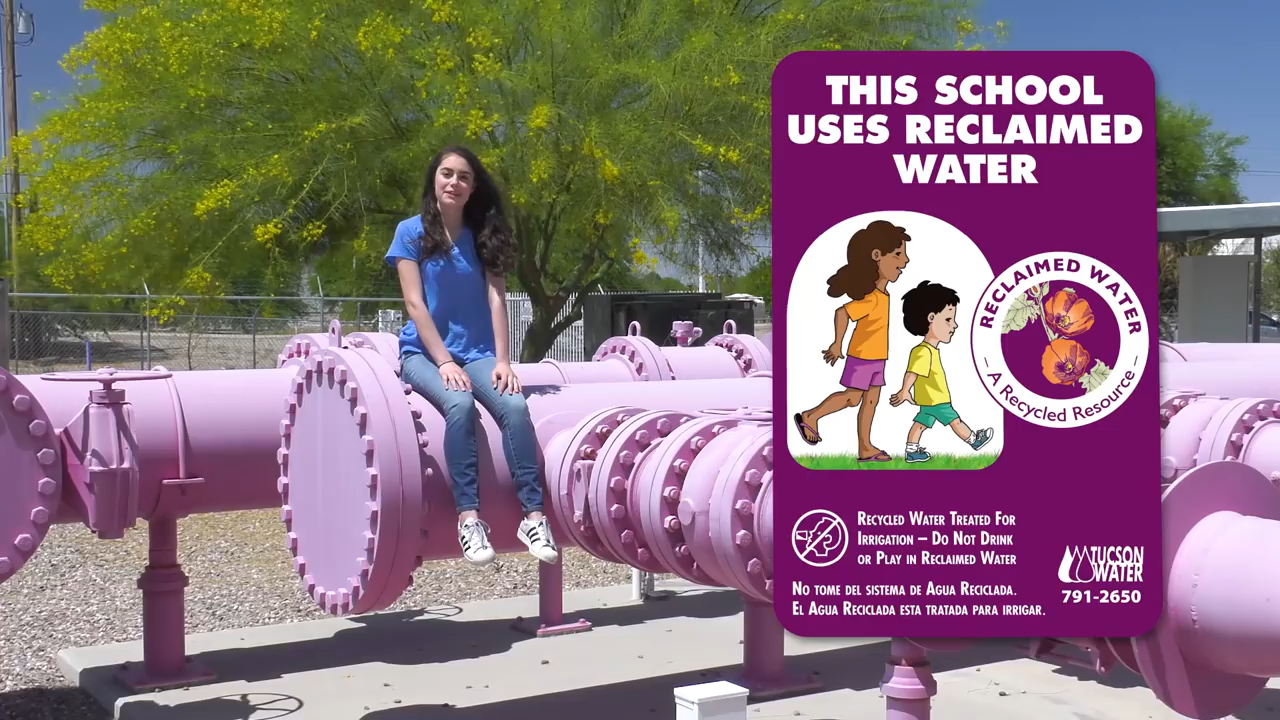 THIS SCHOOL
USES RECLAIMED
WATER
RECLAIMED WATER
– A Recycled Resource –
RECYCLED WATER TREATED FOR
IRRIGATION – DO NOT DRINK
OR PLAY IN RECLAIMED WATER
TUCSON
WATER
791-2650
NO TOME DEL SISTEMA DE AGUA RECICLADA.
EL AGUA RECICLADA ESTA TRATADA PARA IRRIGAR.